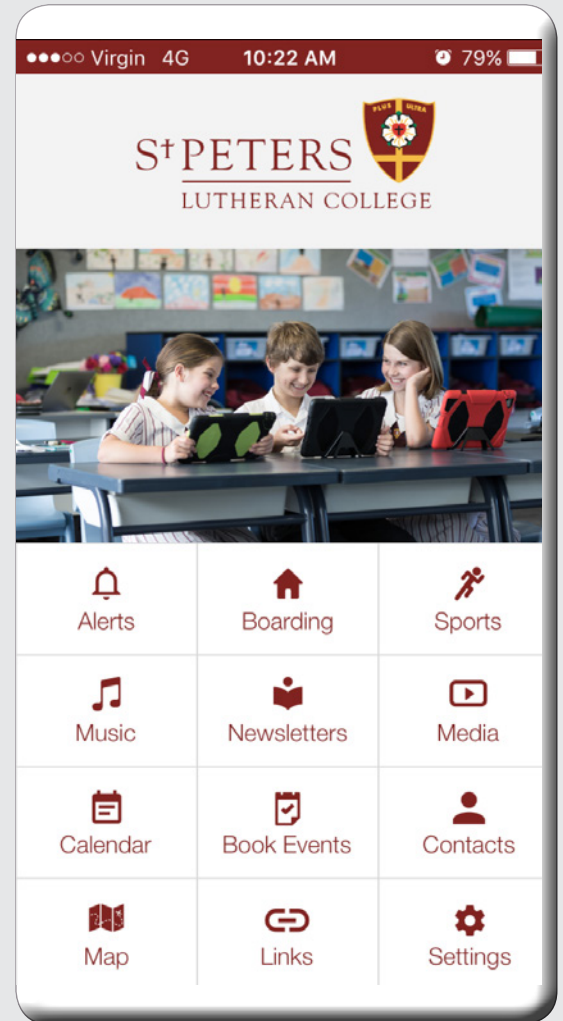 Virgin 4G 10:22 AM 79%
PLUS ULTRA
St PETERS
LUTHERAN COLLEGE
Alerts Boarding Sports
Music Newsletters Media
Calendar Book Events Contacts
Map Links Settings